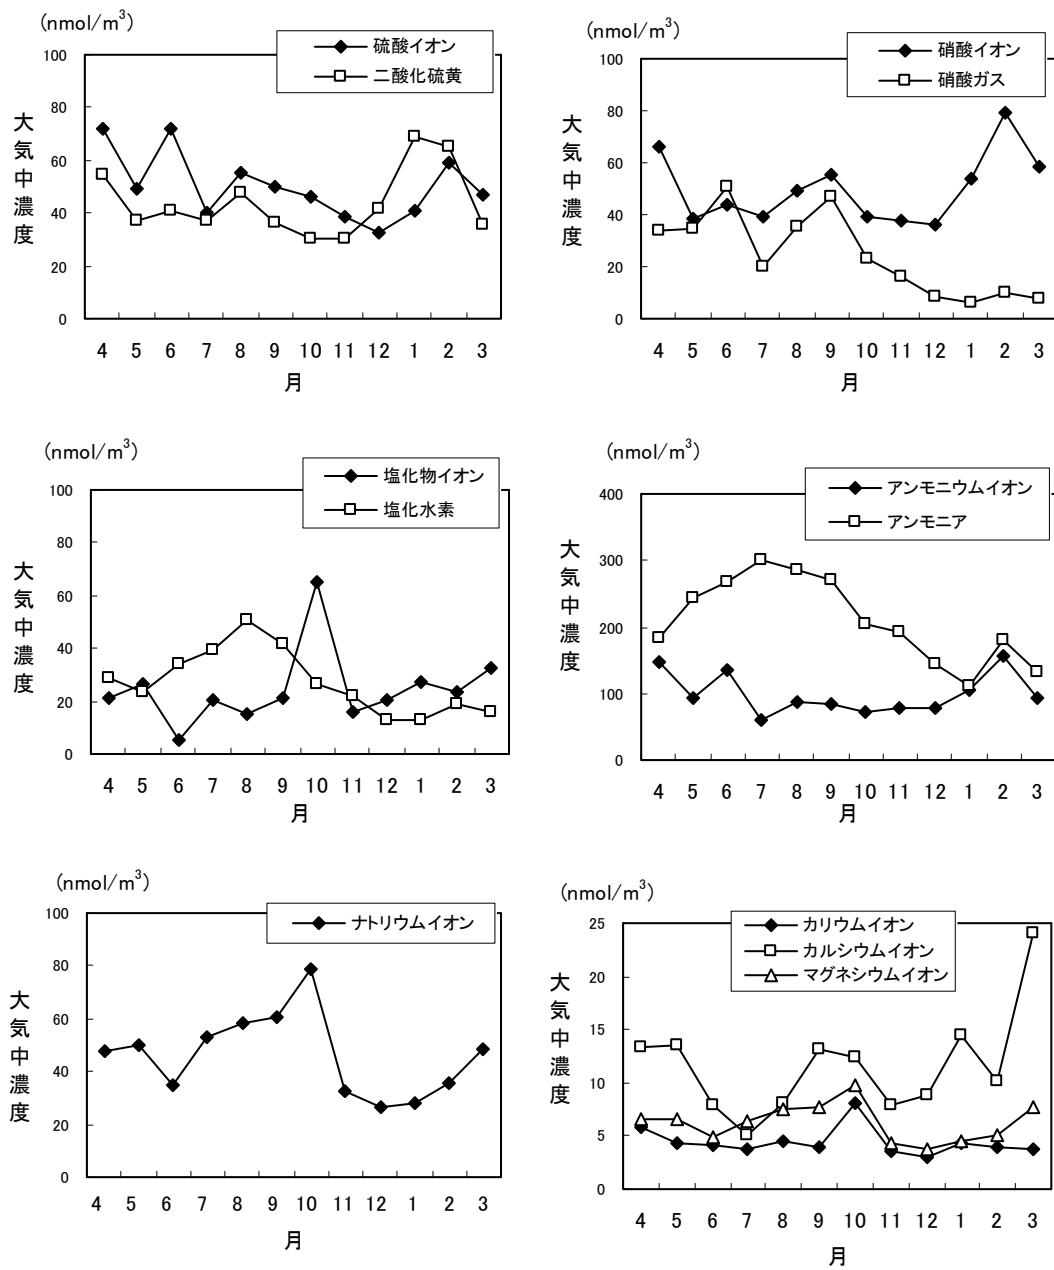 (nmol/m³)
硫酸イオン
二酸化硫黄
大気中濃度
100
80
60
40
20
0
4 5 6 7 8 9 10 11 12 1 2 3
月
(nmol/m³)
硝酸イオン
硝酸ガス
大気中濃度
100
80
60
40
20
0
4 5 6 7 8 9 10 11 12 1 2 3
月
(nmol/m³)
塩化物イオン
塩化水素
大気中濃度
100
80
60
40
20
0
4 5 6 7 8 9 10 11 12 1 2 3
月
(nmol/m³)
アンモニウムイオン
アンモニア
大気中濃度
400
300
200
100
0
4 5 6 7 8 9 10 11 12 1 2 3
月
(nmol/m³)
ナトリウムイオン
大気中濃度
100
80
60
40
20
0
4 5 6 7 8 9 10 11 12 1 2 3
月
(nmol/m³)
カリウムイオン
カルシウムイオン
マグネシウムイオン
大気中濃度
25
20
15
10
5
0
4 5 6 7 8 9 10 11 12 1 2 3
月